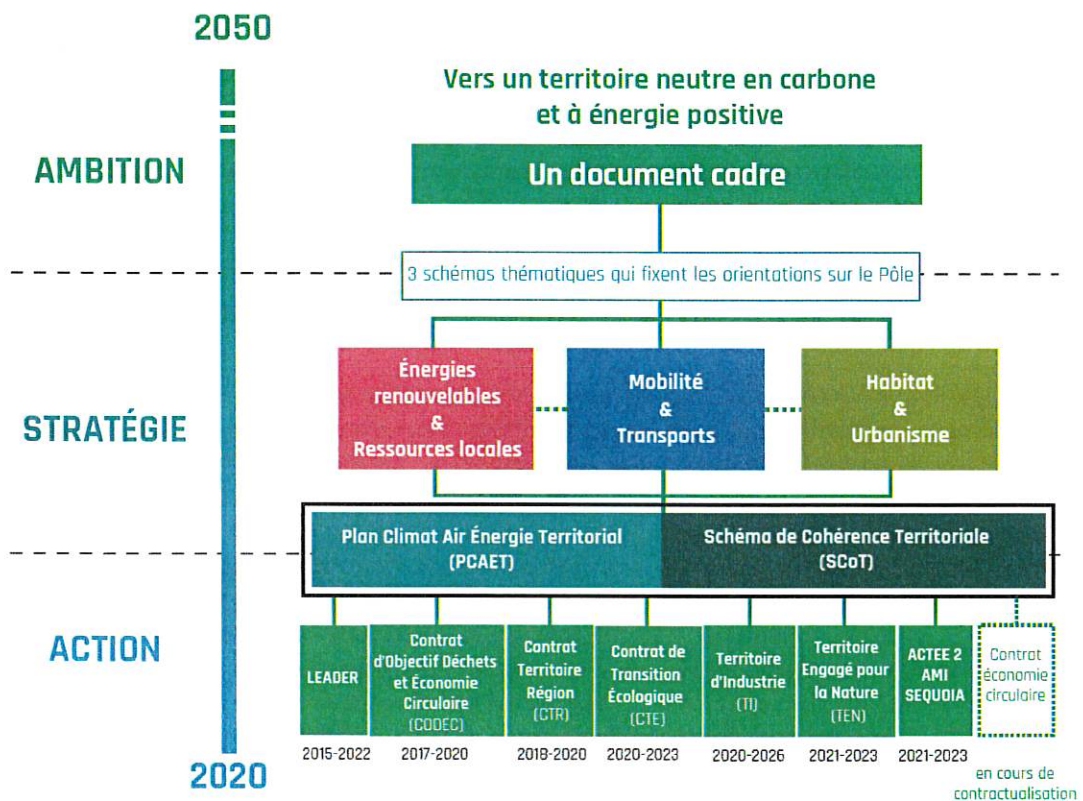 2050
Vers un territoire neutre en carbone
et à énergie positive
AMBITION
Un document cadre
3 schémas thématiques qui fixent les orientations sur le Pôle
STRATÉGIE
Énergies
renouvelables
&
Ressources locales
Mobilité
&
Transports
Habitat
&
Urbanisme
Plan Climat Air Énergie Territorial
(PCAET)
Schéma de Cohérence Territoriale
(SCoT)
ACTION
LEADER
2015-2022
Contrat
d'Objectif Déchets
et Économie
Circulaire
(CODEC)
2017-2020
Contrat
Territoire
Région
(CTR)
2018-2020
Contrat de
Transition
Écologique
(CTE)
2020-2023
Territoire
d'Industrie
(TI)
2020-2026
Territoire
Engagé pour
la Nature
(TEN)
2021-2023
ACTEE 2
AMI
SEQUOIA
2021-2023
Contrat
économie
circulaire
en cours de
contractualisation
2020